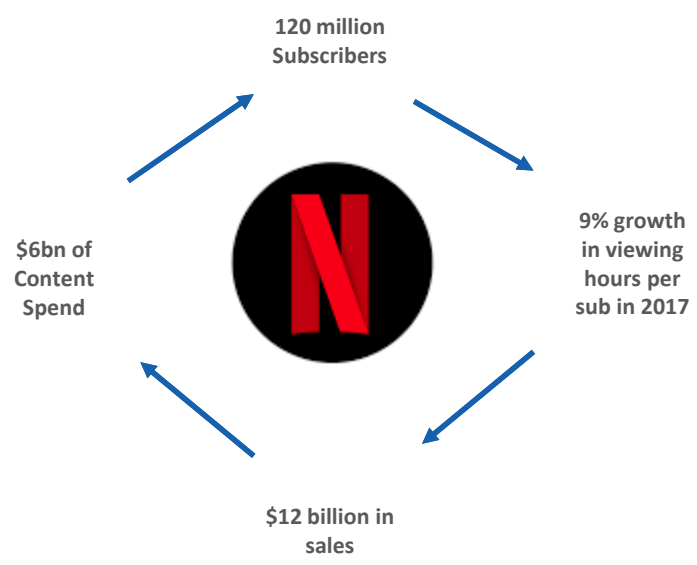 120 million
Subscribers
9% growth
in viewing
hours per
sub in 2017
$12 billion in
sales
$6bn of
Content
Spend
N